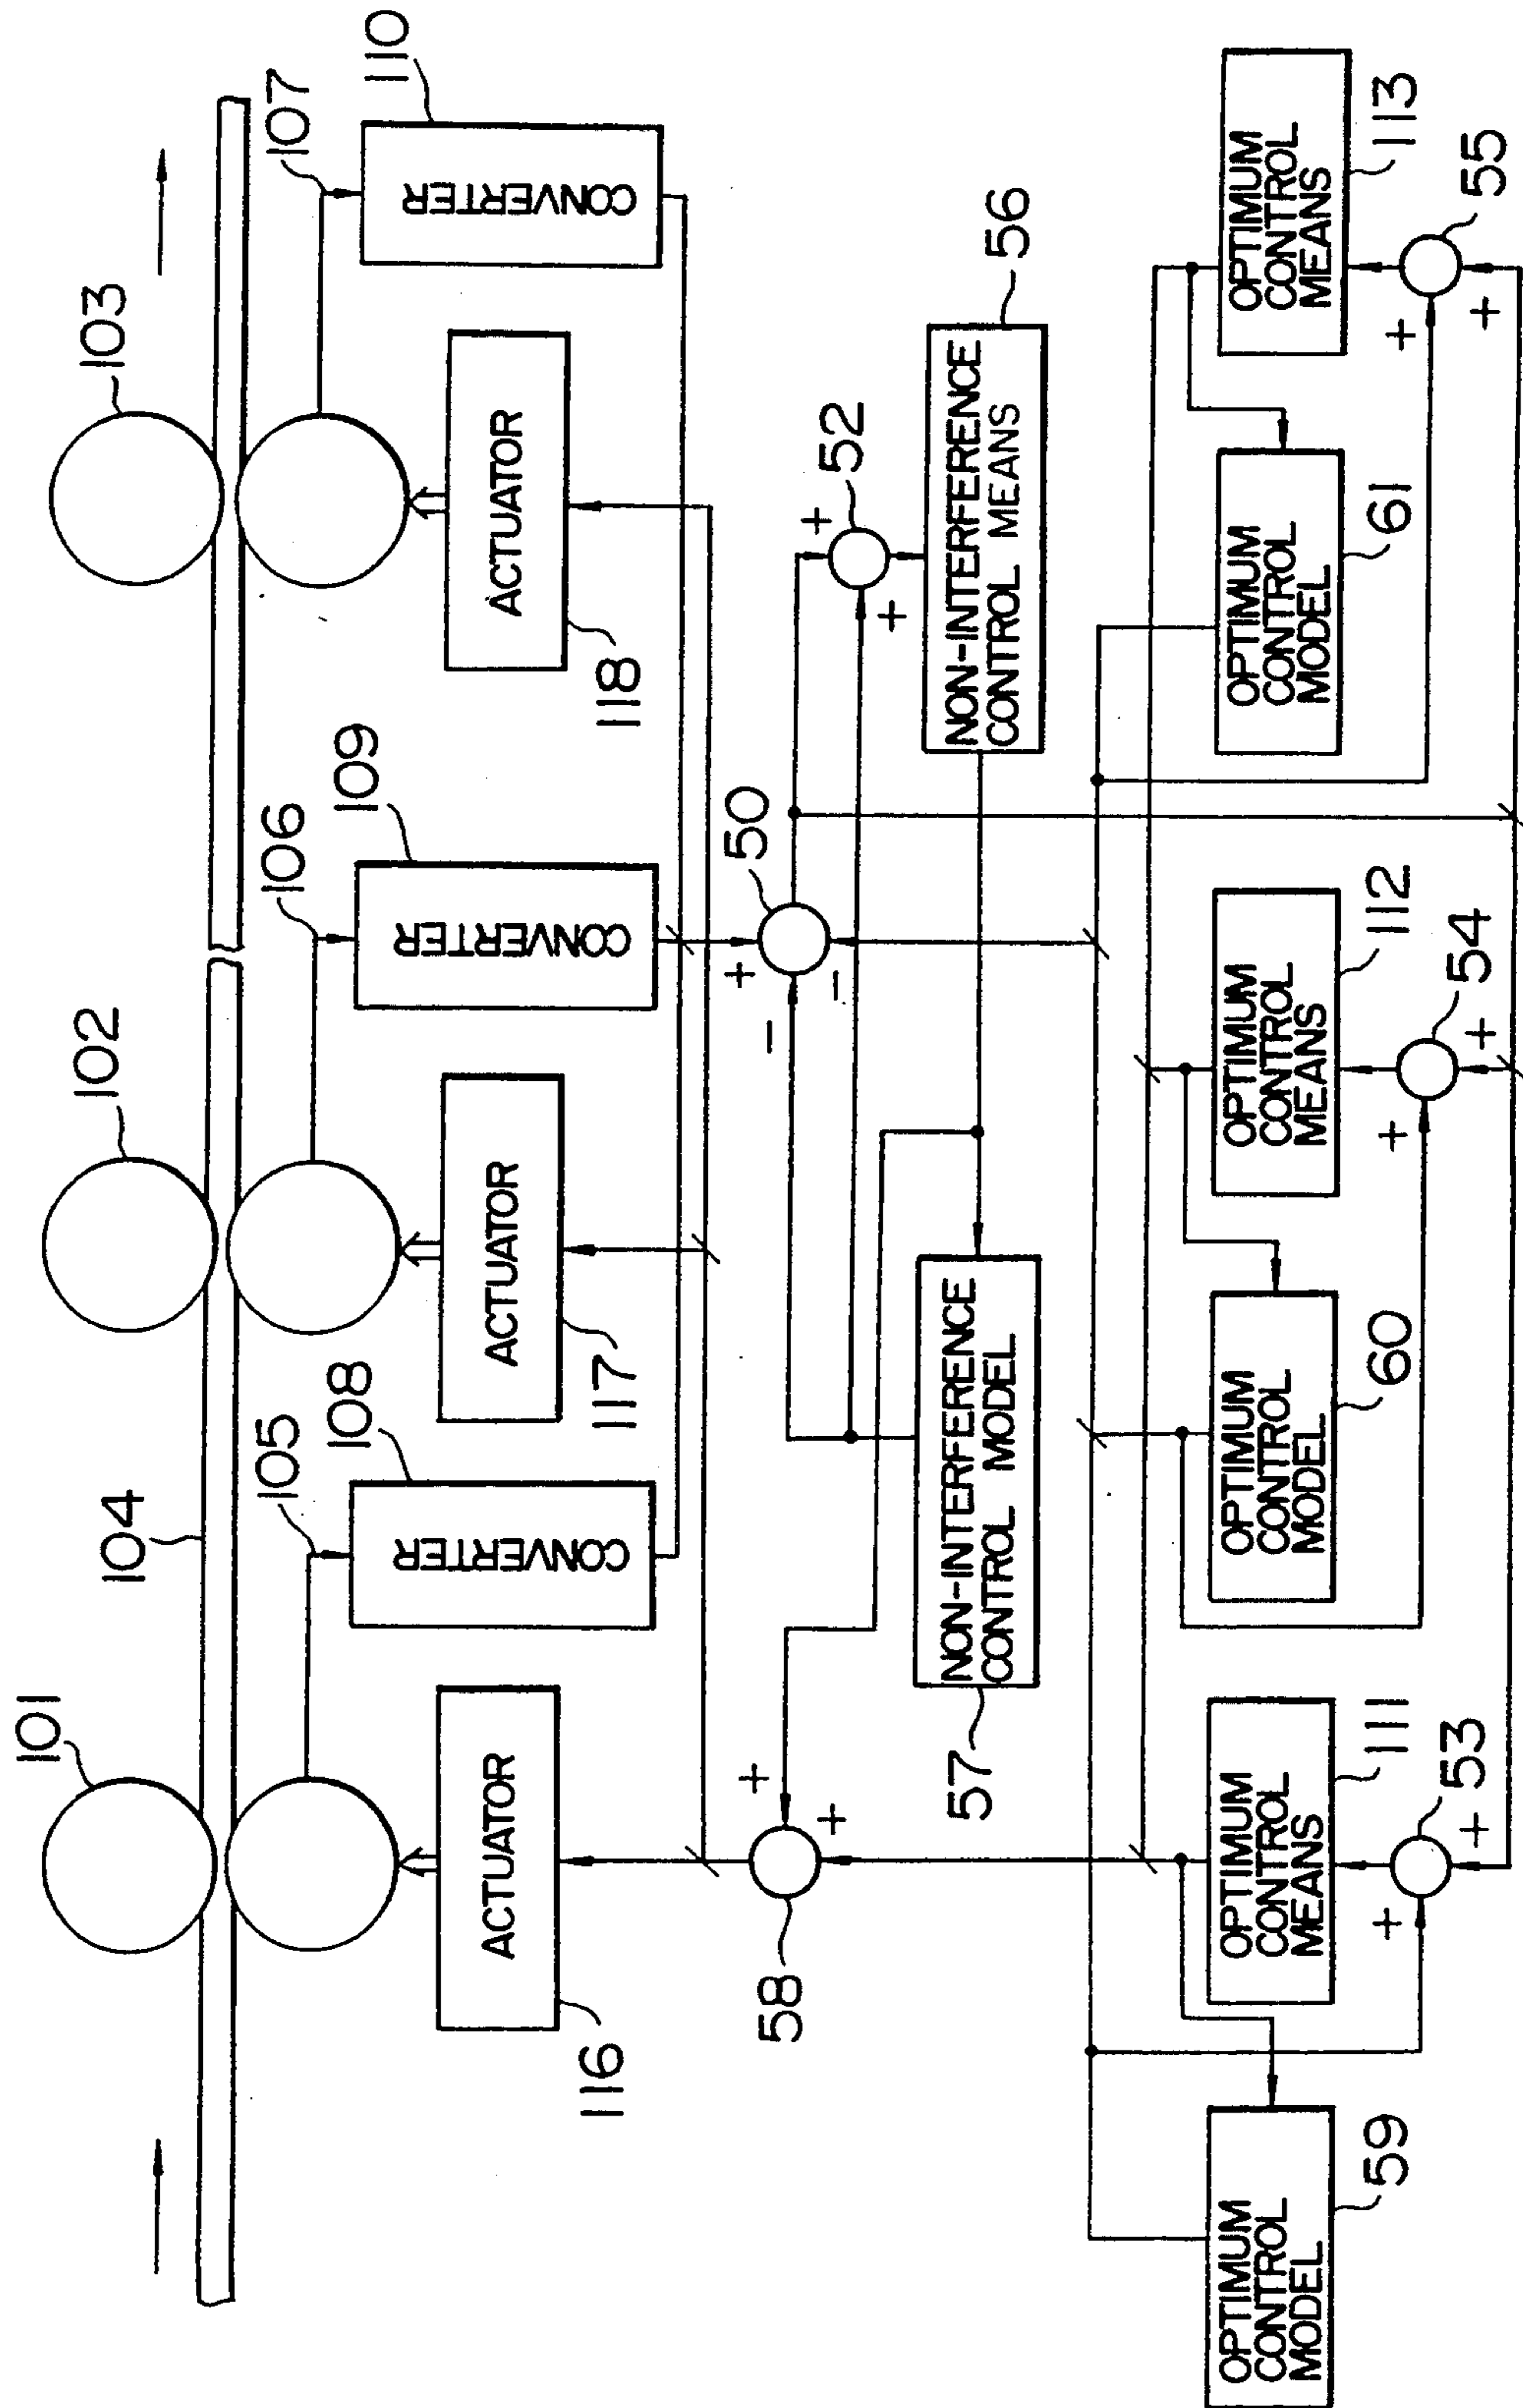 101
102
103
104
105
106
107
108
109
110
CONVERTER
CONVERTER
CONVERTER
ACTUATOR
ACTUATOR
ACTUATOR
116
117
118
58
+
+
50
+
-
-
52
+
+
NON-INTERFERENCE
CONTROL MEANS
56
NON-INTERFERENCE
CONTROL MODEL
57
OPTIMUM
CONTROL
MODEL
59
OPTIMUM
CONTROL
MEANS
111
53
+
+
OPTIMUM
CONTROL
MODEL
60
OPTIMUM
CONTROL
MEANS
112
54
+
+
OPTIMUM
CONTROL
MODEL
61
OPTIMUM
CONTROL
MEANS
113
55
+
+